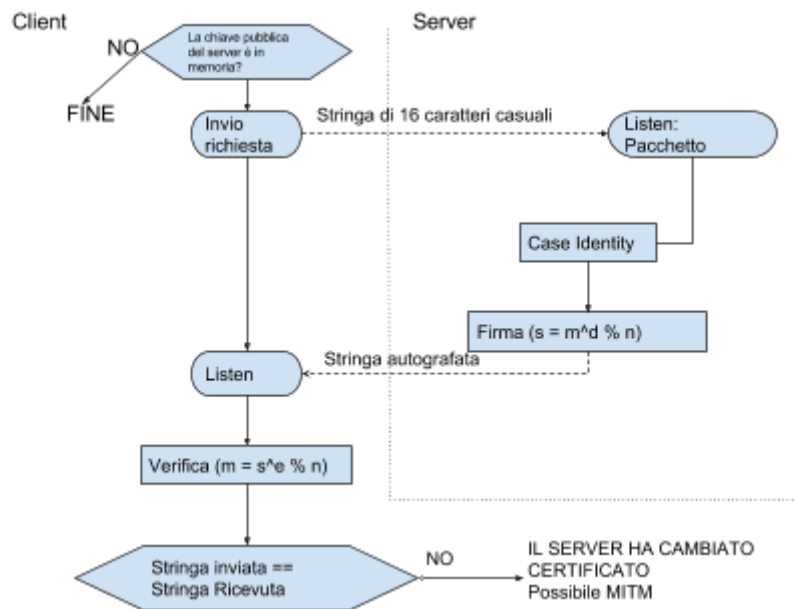 Client
Server
La chiave pubblica
del server è in
memoria?
NO
FINE
Invio
richiesta
Stringa di 16 caratteri casuali
Listen:
Pacchetto
Case Identity
Firma (s = m^d % n)
Stringa autografata
Listen
Verifica (m = s^e % n)
Stringa inviata ==
Stringa Ricevuta
NO
IL SERVER HA CAMBIATO
CERTIFICATO
Possibile MITM